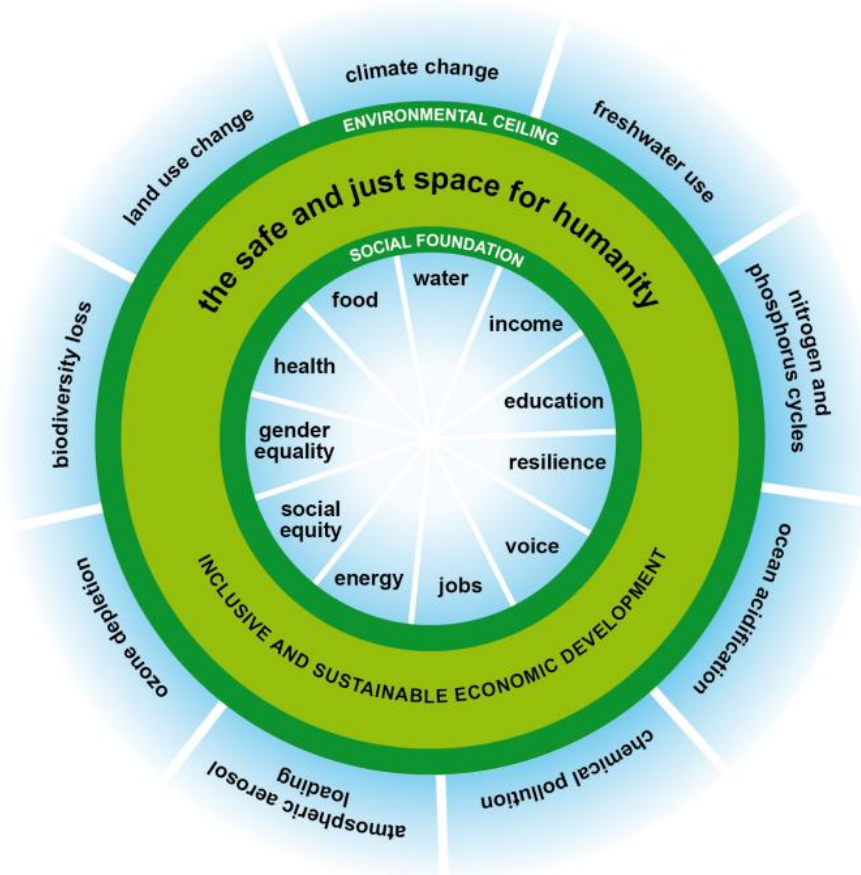 climate change
freshwater use
nitrogen and
phosphorus cycles
ocean acidification
chemical pollution
atmospheric aerosol
loading
ozone depletion
biodiversity loss
land use change
ENVIRONMENTAL CEILING
the safe and just space for humanity
SOCIAL FOUNDATION
water
income
education
resilience
voice
jobs
energy
social
equity
gender
equality
health
food
INCLUSIVE AND SUSTAINABLE ECONOMIC DEVELOPMENT